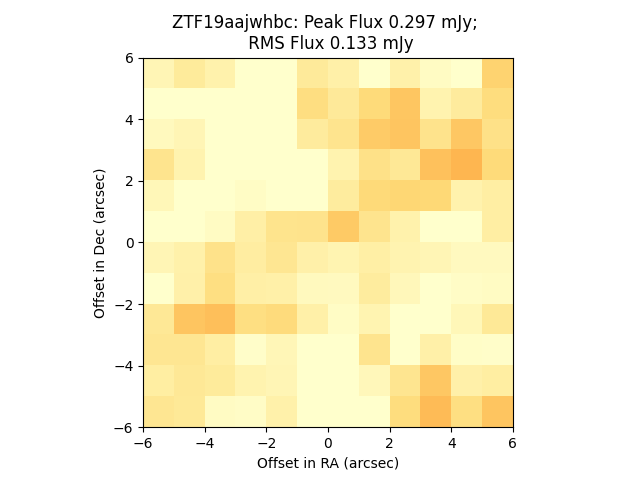 ZTF19aajwhbc: Peak Flux 0.297 mJy;
RMS Flux 0.133 mJy
6
4
2
0
−2
−4
−6
Offset in Dec (arcsec)
−6 −4 −2 0 2 4 6
Offset in RA (arcsec)